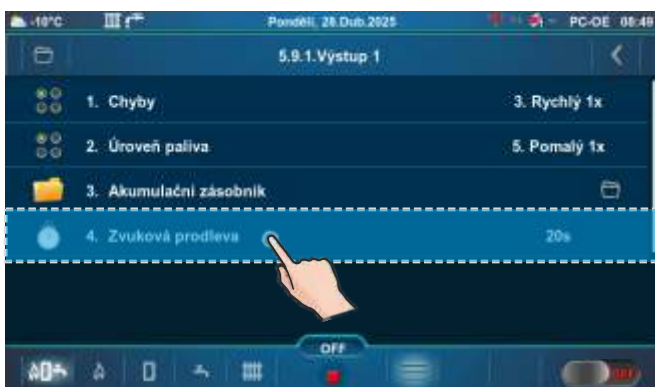 -10°C Pondělí, 28.Dub.2025 PC-OE 08:49
5.9.1.Výstup 1
1. Chyby 3. Rychlý 1x
2. Úroveň paliva 5. Pomalý 1x
3. Akumulační zásobník
4. Zvuková prodleva 20s
OFF
OFF